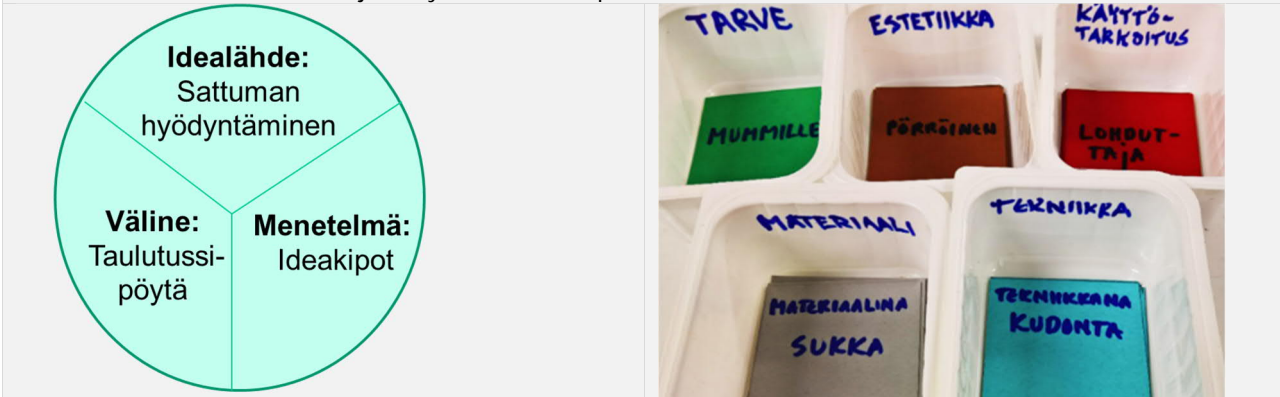 Idealähde:
Sattuman
hyödyntäminen
Väline:
Taulutussi-
pöytä
Menetelmä:
Ideakipot
TARVE
ESTETIIKKA
KÄYTTÖ-
TARKOITUS
MUMMILLE
PÖRRÖINEN
LOHDUT-
TAJA
MATERIAALI
TEKNIIKKA
MATERIAALINA
SUKKA
TEKNIIKKANA
KUDONTA